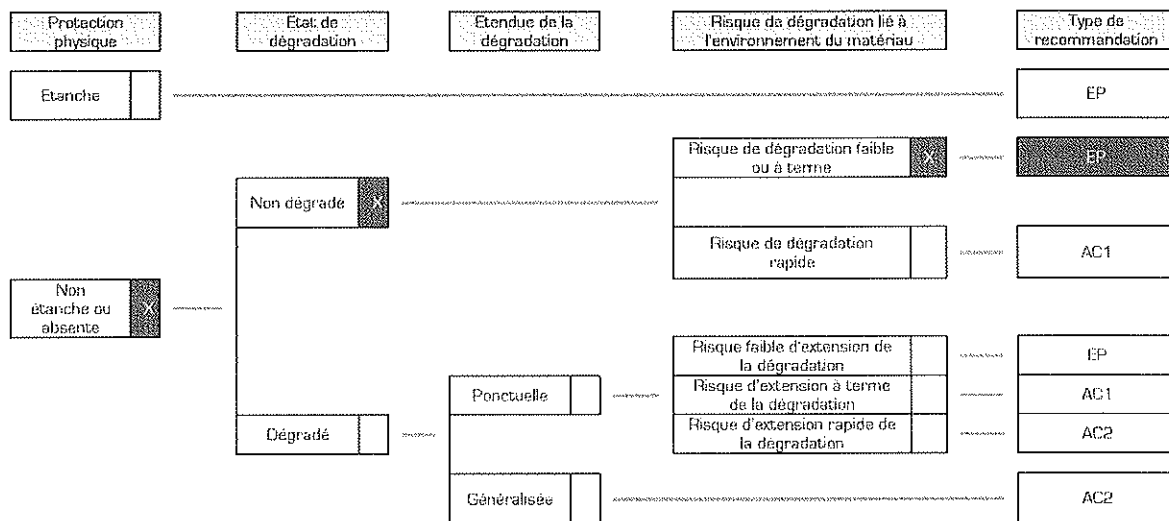 Protection
physique
Etat de
dégradation
Etendue de la
dégradation
Risque de dégradation lié à
l'environnement du matériau
Type de
recommandation
Etanche
EP
Risque de dégradation faible
ou à terme
X
EP
Non dégradé
X
Risque de dégradation
rapide
AC1
Non
étanche ou
absente
X
Risque faible d'extension de
la dégradation
EP
Ponctuelle
Risque d'extension à terme
de la dégradation
AC1
Dégradé
Risque d'extension rapide de
la dégradation
AC2
Généralisée
AC2